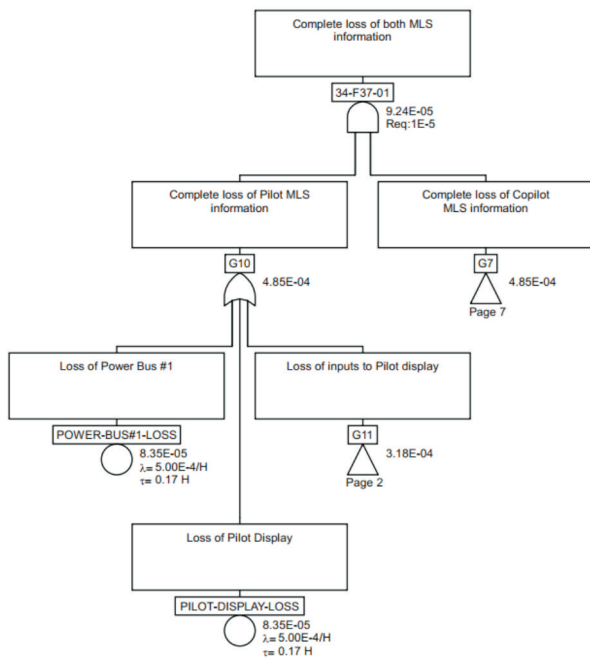 Complete loss of both MLS
information
34-F37-01
9.24E-05
Req:1E-5
Complete loss of Pilot MLS
information
G10
4.85E-04
Complete loss of Copilot
MLS information
G7
4.85E-04
Page 7
Loss of Power Bus #1
POWER-BUS#1-LOSS
8.35E-05
λ= 5.00E-4/H
τ= 0.17 H
Loss of inputs to Pilot display
G11
3.18E-04
Page 2
Loss of Pilot Display
PILOT-DISPLAY-LOSS
8.35E-05
λ= 5.00E-4/H
τ= 0.17 H